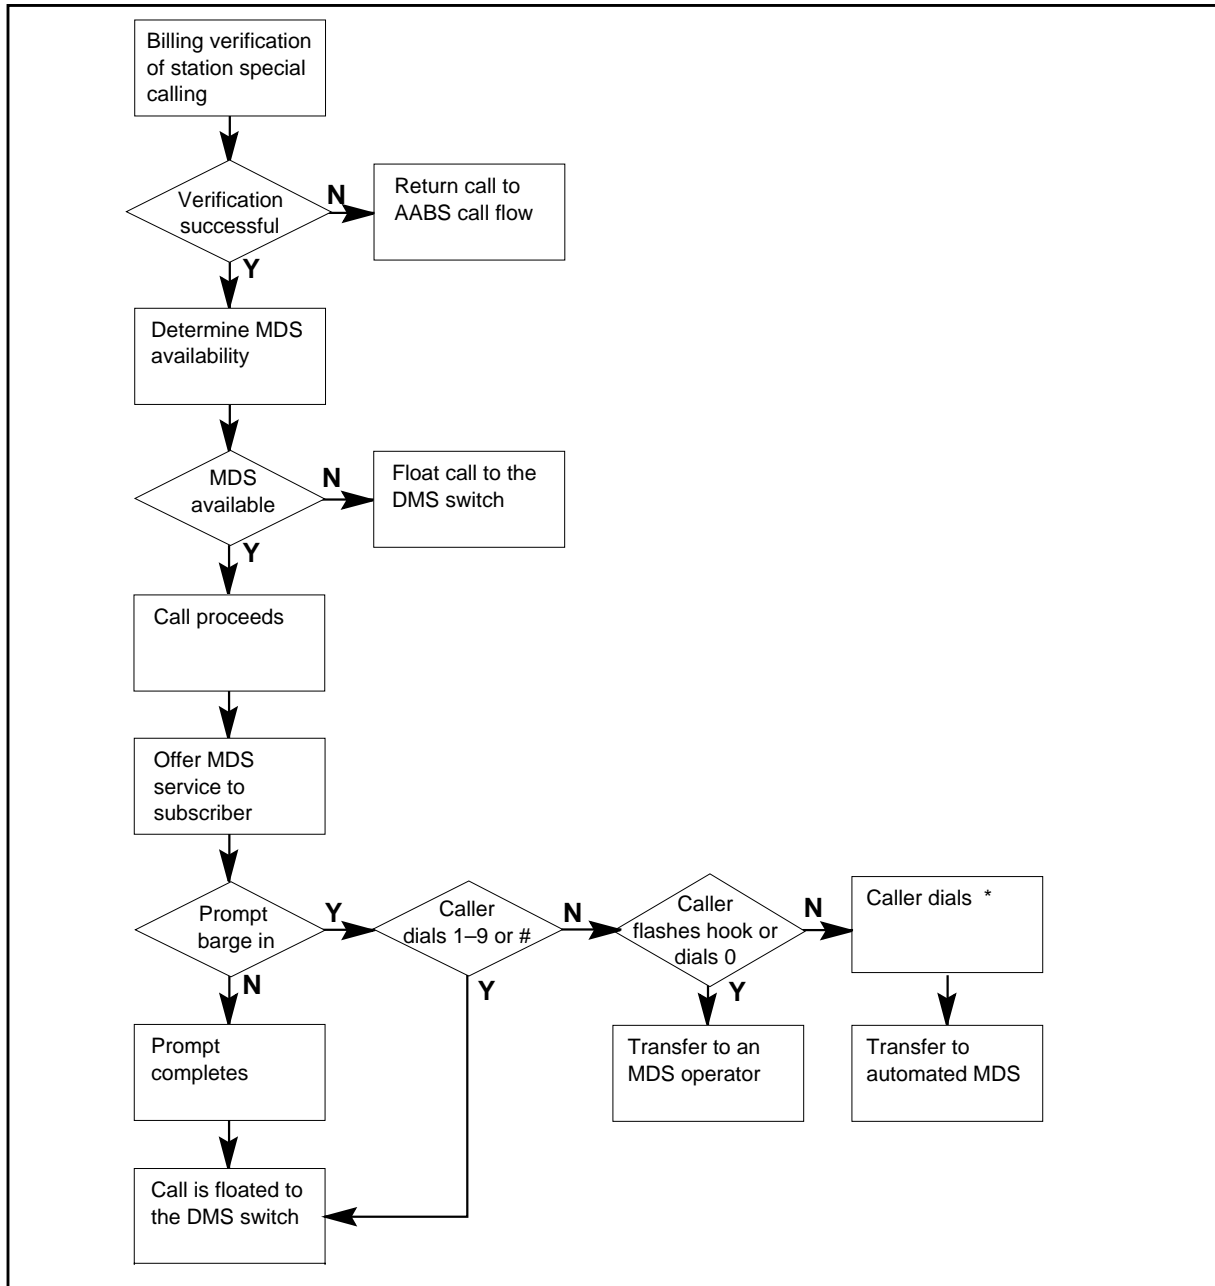 Billing verification
of station special
calling
Verification
successful
N
Return call to
AABS call flow
Y
Determine MDS
availability
MDS
available
N
Float call to the
DMS switch
Y
Call proceeds
Offer MDS
service to
subscriber
Prompt
barge in
Y
Caller
dials 1–9 or #
N
Caller
flashes hook or
dials 0
N
Caller dials *
N
Y
Y
Prompt
completes
Transfer to an
MDS operator
Transfer to
automated MDS
Call is floated to
the DMS switch